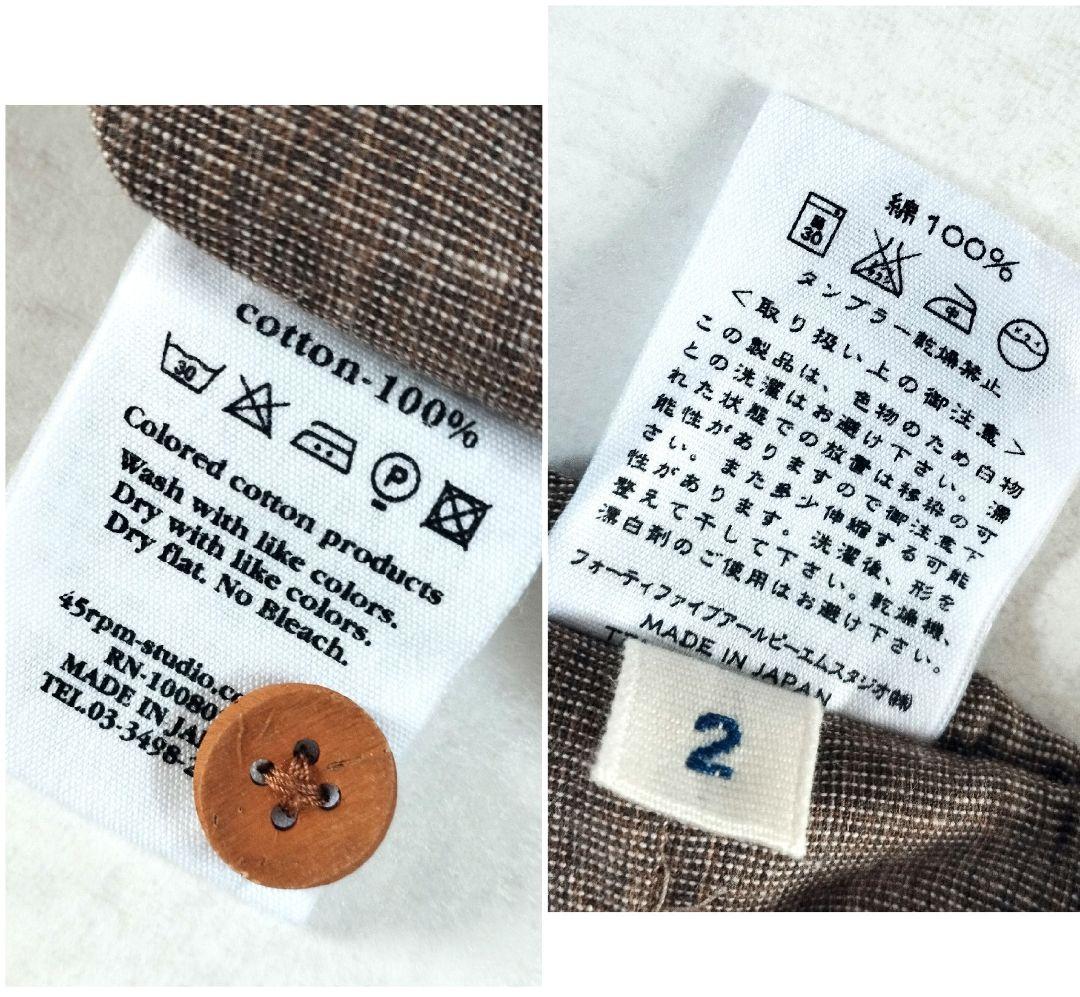 cotton-100%
30
P
Colored cotton products
Wash with like colors.
Dry with like colors.
Dry flat. No Bleach.
45rpm-studio.co
RN-10080
MADE IN JA
TEL.03-3498-
綿100%
30
中
ドライ
タンブラー乾燥禁止
<取り扱い上の御注意>
この製品は、色物のため白物
との洗濯はお避け下さい。濡
れた状態での放置は移染の可
能性がありますので御注意下
さい。また多少伸縮する可能
性があります。洗濯後、形を
整えて干して下さい。乾燥機、
漂白剤のご使用はお避け下さい。
フォーティファイブアールピーエムスタジオ㈱
MADE IN JAPAN
2